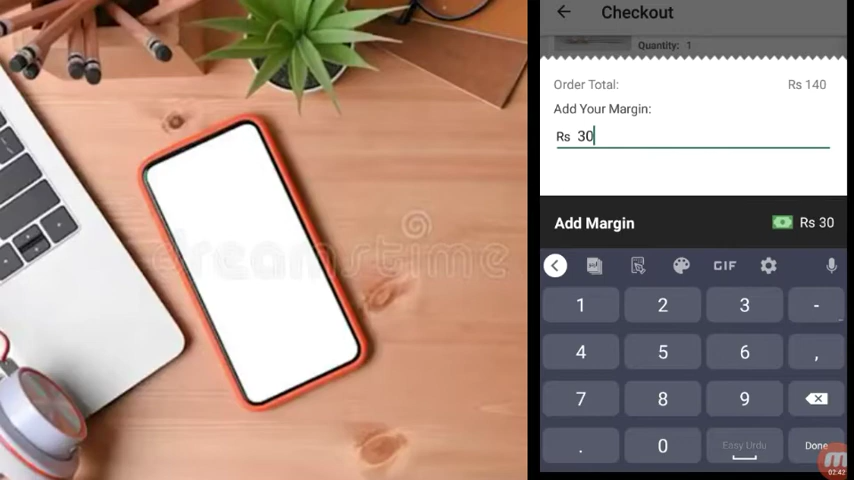 dreamstime
Checkout
Quantity: 1
Order Total: Rs 140
Add Your Margin:
Rs 30
Add Margin Rs 30
GIF
1 2 3 -
4 5 6 ,
7 8 9
. 0 Easy Urdu Done
02:42